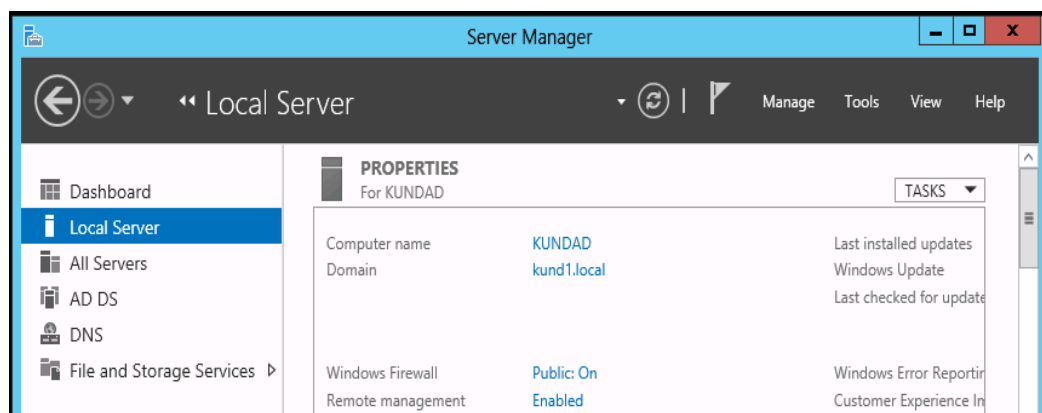 Server Manager
Local Server
Manage Tools View Help
Dashboard
Local Server
All Servers
AD DS
DNS
File and Storage Services
PROPERTIES
For KUNDAD
TASKS
Computer name KUNDAD Last installed updates
Domain kund1.local Windows Update
Last checked for update
Windows Firewall Public: On Windows Error Reportin
Remote management Enabled Customer Experience In